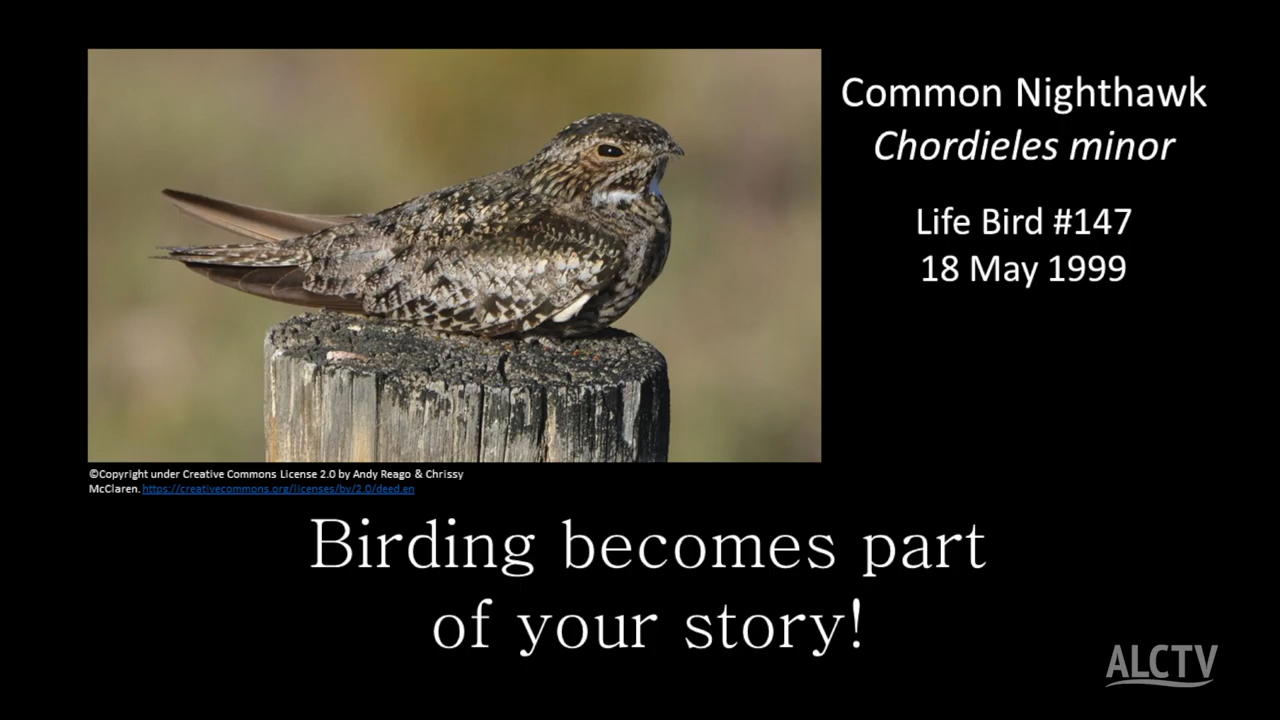 Common Nighthawk
Chordieles minor
Life Bird #147
18 May 1999
©Copyright under Creative Commons License 2.0 by Andy Reago & Chrissy
McClaren. https://creativecommons.org/licenses/by/2.0/deed.en
Birding becomes part
of your story!
ALCTV